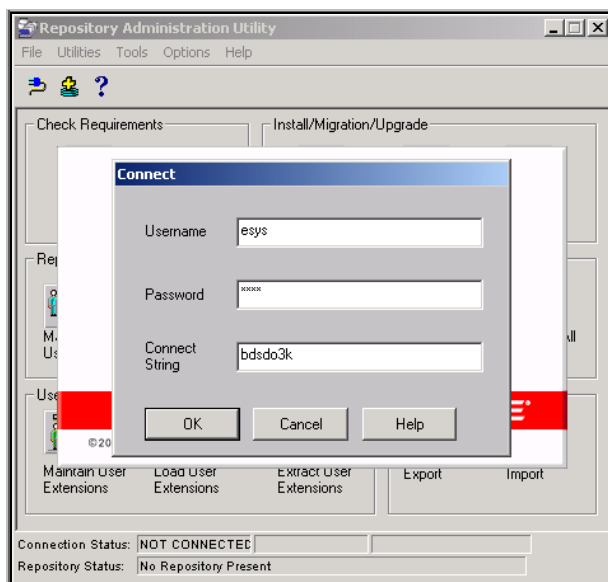 Repository Administration Utility
File Utilities Tools Options Help
Check Requirements
Install/Migration/Upgrade
Connect
Username
esys
Password
****
Connect
String
bdsdo3k
OK
Cancel
Help
©20
Maintain User
Extensions
Load User
Extensions
Extract User
Extensions
Export
Import
Connection Status: NOT CONNECTED
Repository Status: No Repository Present